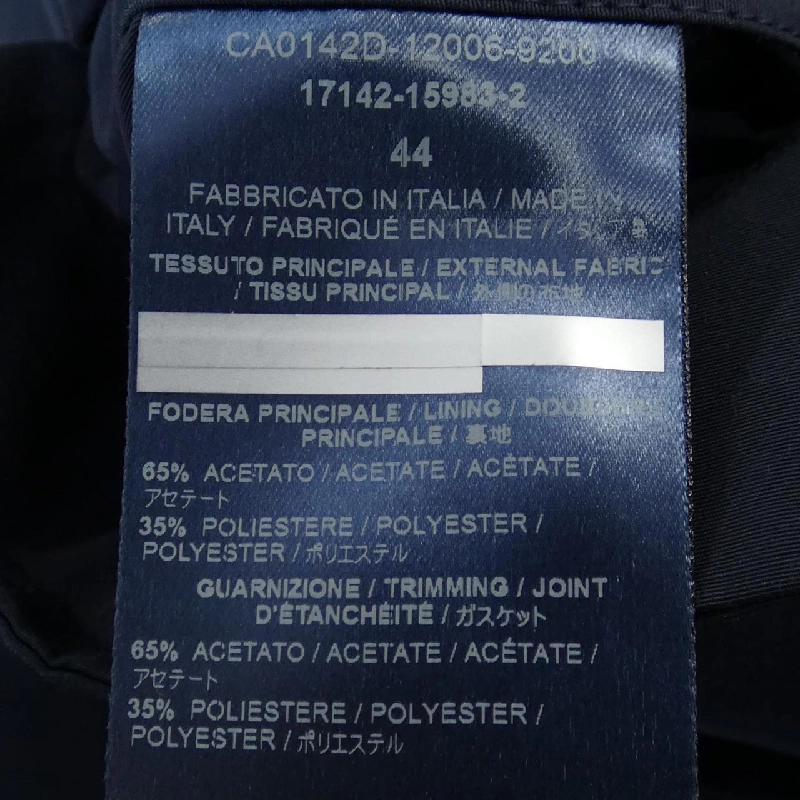 CA0142D-12006-9200
17142-15983-2
44
FABBRICATO IN ITALIA / MADE IN
ITALY / FABRIQUÉ EN ITALIE / イタリア製
TESSUTO PRINCIPALE / EXTERNAL FABRIC
/ TISSU PRINCIPAL / 外側の布地
FODERA PRINCIPALE / LINING /
PRINCIPALE / 裏地
65% ACETATO / ACETATE / ACÉTATE /
アセテート
35% POLIESTERE / POLYESTER /
POLYESTER / ポリエステル
GUARNIZIONE / TRIMMING / JOINT
D'ÉTANCHÉITÉ / ガスケット
65% ACETATO / ACETATE / ACÉTATE /
アセテート
35% POLIESTERE / POLYESTER /
POLYESTER / ポリエステル